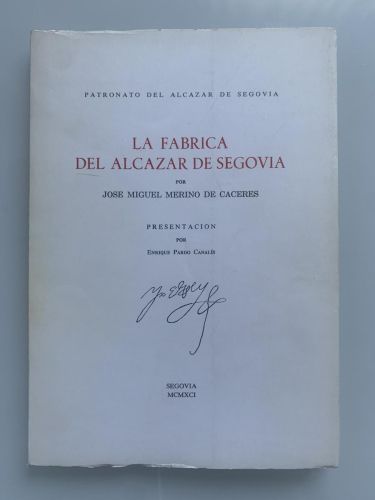 PATRONATO DEL ALCAZAR DE SEGOVIA
LA FABRICA
DEL ALCAZAR DE SEGOVIA
POR
JOSE MIGUEL MERINO DE CACERES
PRESENTACION
POR
ENRIQUE PARDO CANALÍS
SEGOVIA
MCMXCI